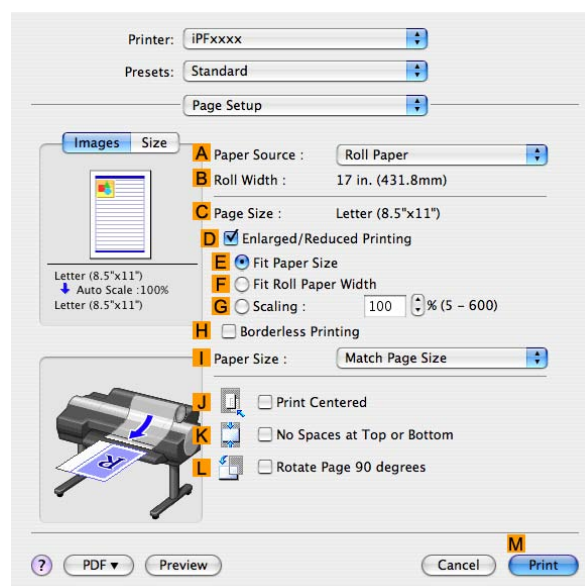 Printer: iPFxxxx
Presets: Standard
Page Setup
Images Size
A Paper Source : Roll Paper
B Roll Width : 17 in. (431.8mm)
C Page Size : Letter (8.5"x11")
D Enlarged/Reduced Printing
E Fit Paper Size
F Fit Roll Paper Width
G Scaling : 100 % (5 - 600)
Letter (8.5"x11")
Auto Scale :100%
Letter (8.5"x11")
H Borderless Printing
I Paper Size : Match Page Size
J Print Centered
K No Spaces at Top or Bottom
L Rotate Page 90 degrees
R
M
? PDF▼ Preview Cancel Print